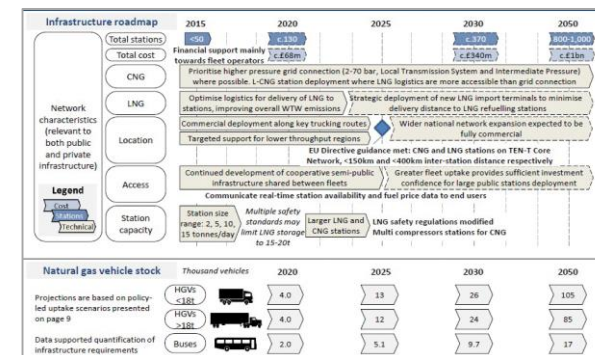 Infrastructure roadmap
2015
2020
2025
2030
2050
Total stations
<50
c.130
c.370
800-1,000
Total cost
Financial support mainly
towards fleet operators
c.£68m
c.£340m
c.£1bn
Network
characteristics
(relevant to
both public
and private
infrastructure)
CNG
Prioritise higher pressure grid connection (2-70 bar, Local Transmission System and Intermediate Pressure)
where possible. L-CNG station where LNG logistics are more accessible than grid connection
LNG
Optimise logistics for delivery of LNG to
stations, improving overall WTW emissions
Strategic deployment of new LNG import terminals to minimise
delivery distance to LNG refuelling stations
Location
Commercial deployment along key trucking routes
Targeted support for lower throughput regions
Wider national network expansion expected to be
fully commercial
EU Directive guidance met: CNG and LNG stations on TEN-T Core
Network, <150km and <400km inter-station distance respectively
Access
Continued development of cooperative semi-public
infrastructure shared between fleets
Greater fleet uptake provides sufficient investment
confidence for large public stations deployment
Communicate real-time station availability and fuel price data to end users
Legend
Cost
Stations
Technical
Station
capacity
Station size
range: 2, 5, 10,
15 tonnes/day
Multiple safety
standards may
limit LNG storage
to 15-20t
Larger LNG and
CNG stations
LNG safety regulations modified
Multi compressors stations for CNG
Natural gas vehicle stock
Thousand vehicles
2020
2025
2030
2050
Projections are based on policy-
led uptake scenarios presented
on page 9
HGVs
<18t
4.0
13
26
105
HGVs
>18t
4.0
12
24
85
Data supported quantification of
infrastructure requirements
Buses
2.0
5.1
9.7
17